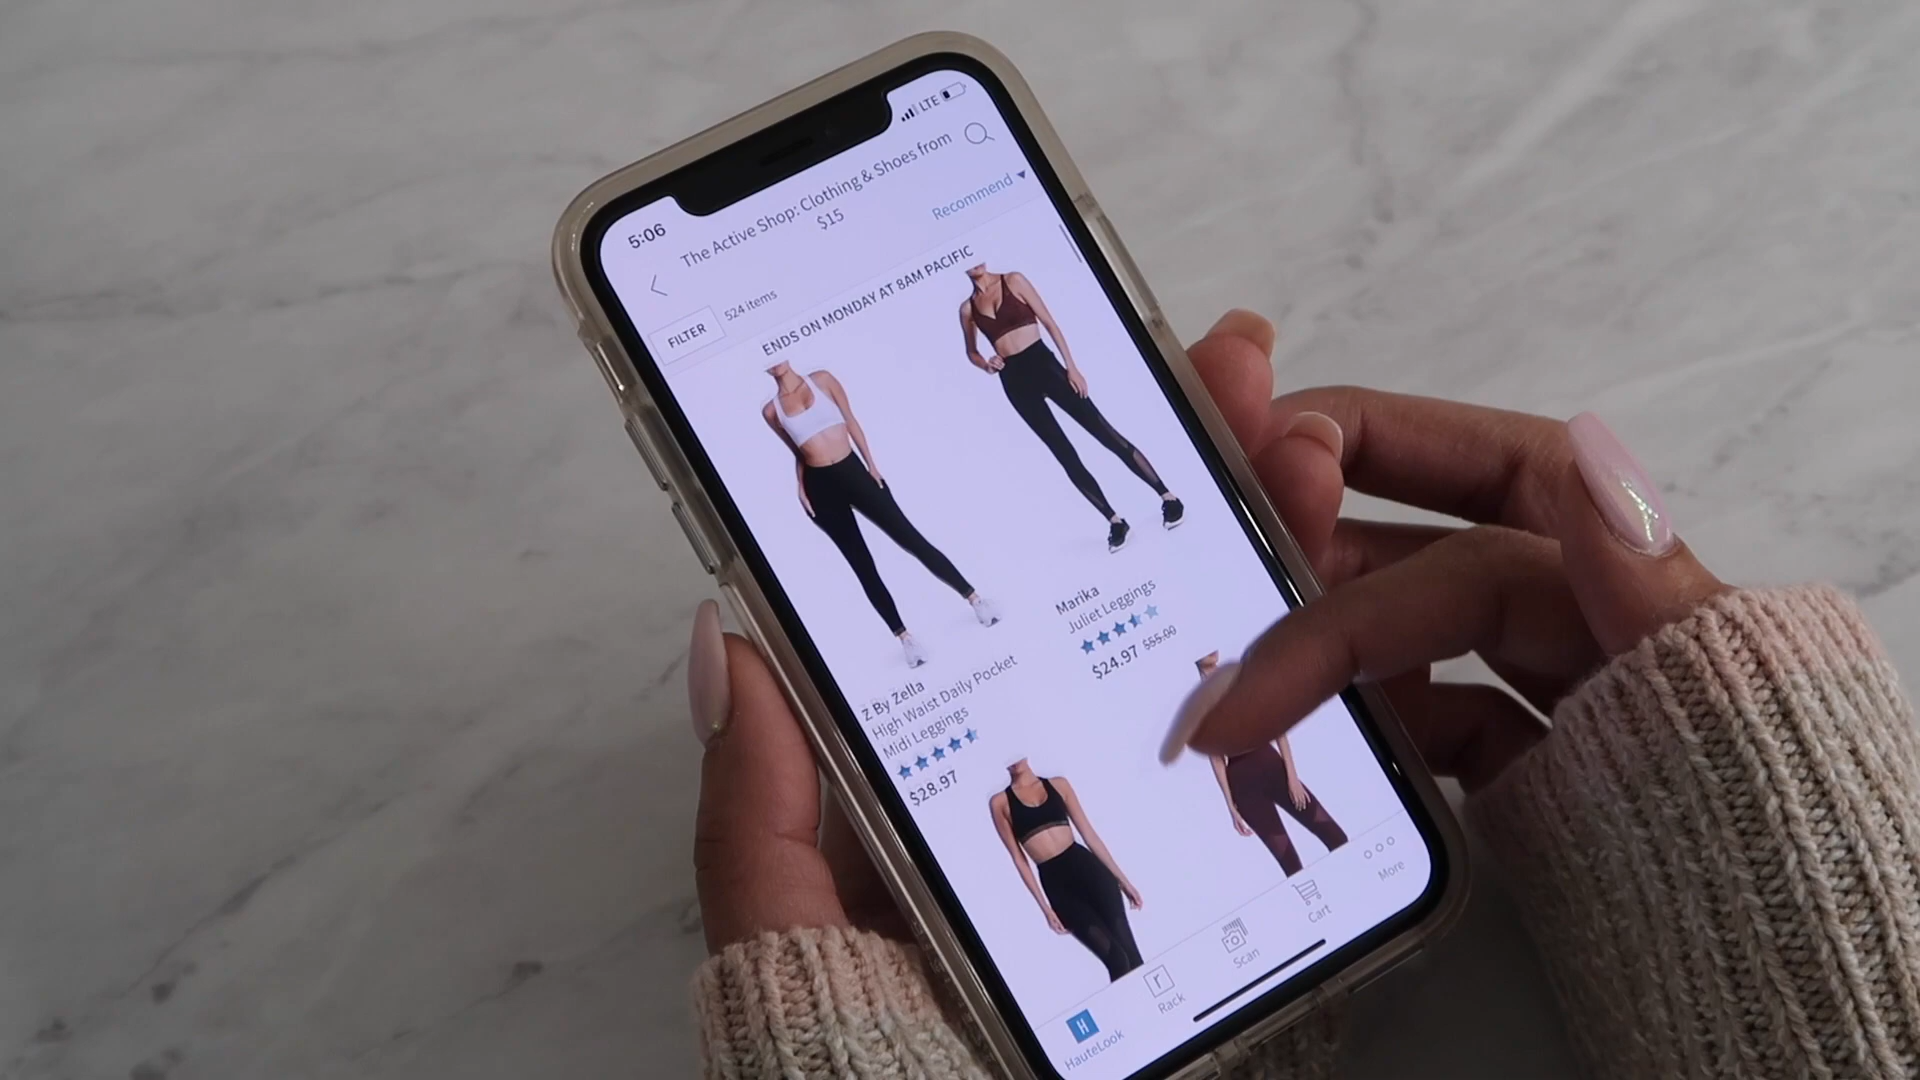 5:06
LTE
The Active Shop: Clothing & Shoes from
$15
Recommend
FILTER
524 items
ENDS ON MONDAY AT 8AM PACIFIC
Z By Zella
High Waist Daily Pocket
Midi Leggings
$28.97
Marika
Juliet Leggings
$24.97 $55.00
H
HauteLook
r
Rack
Scan
Cart
More